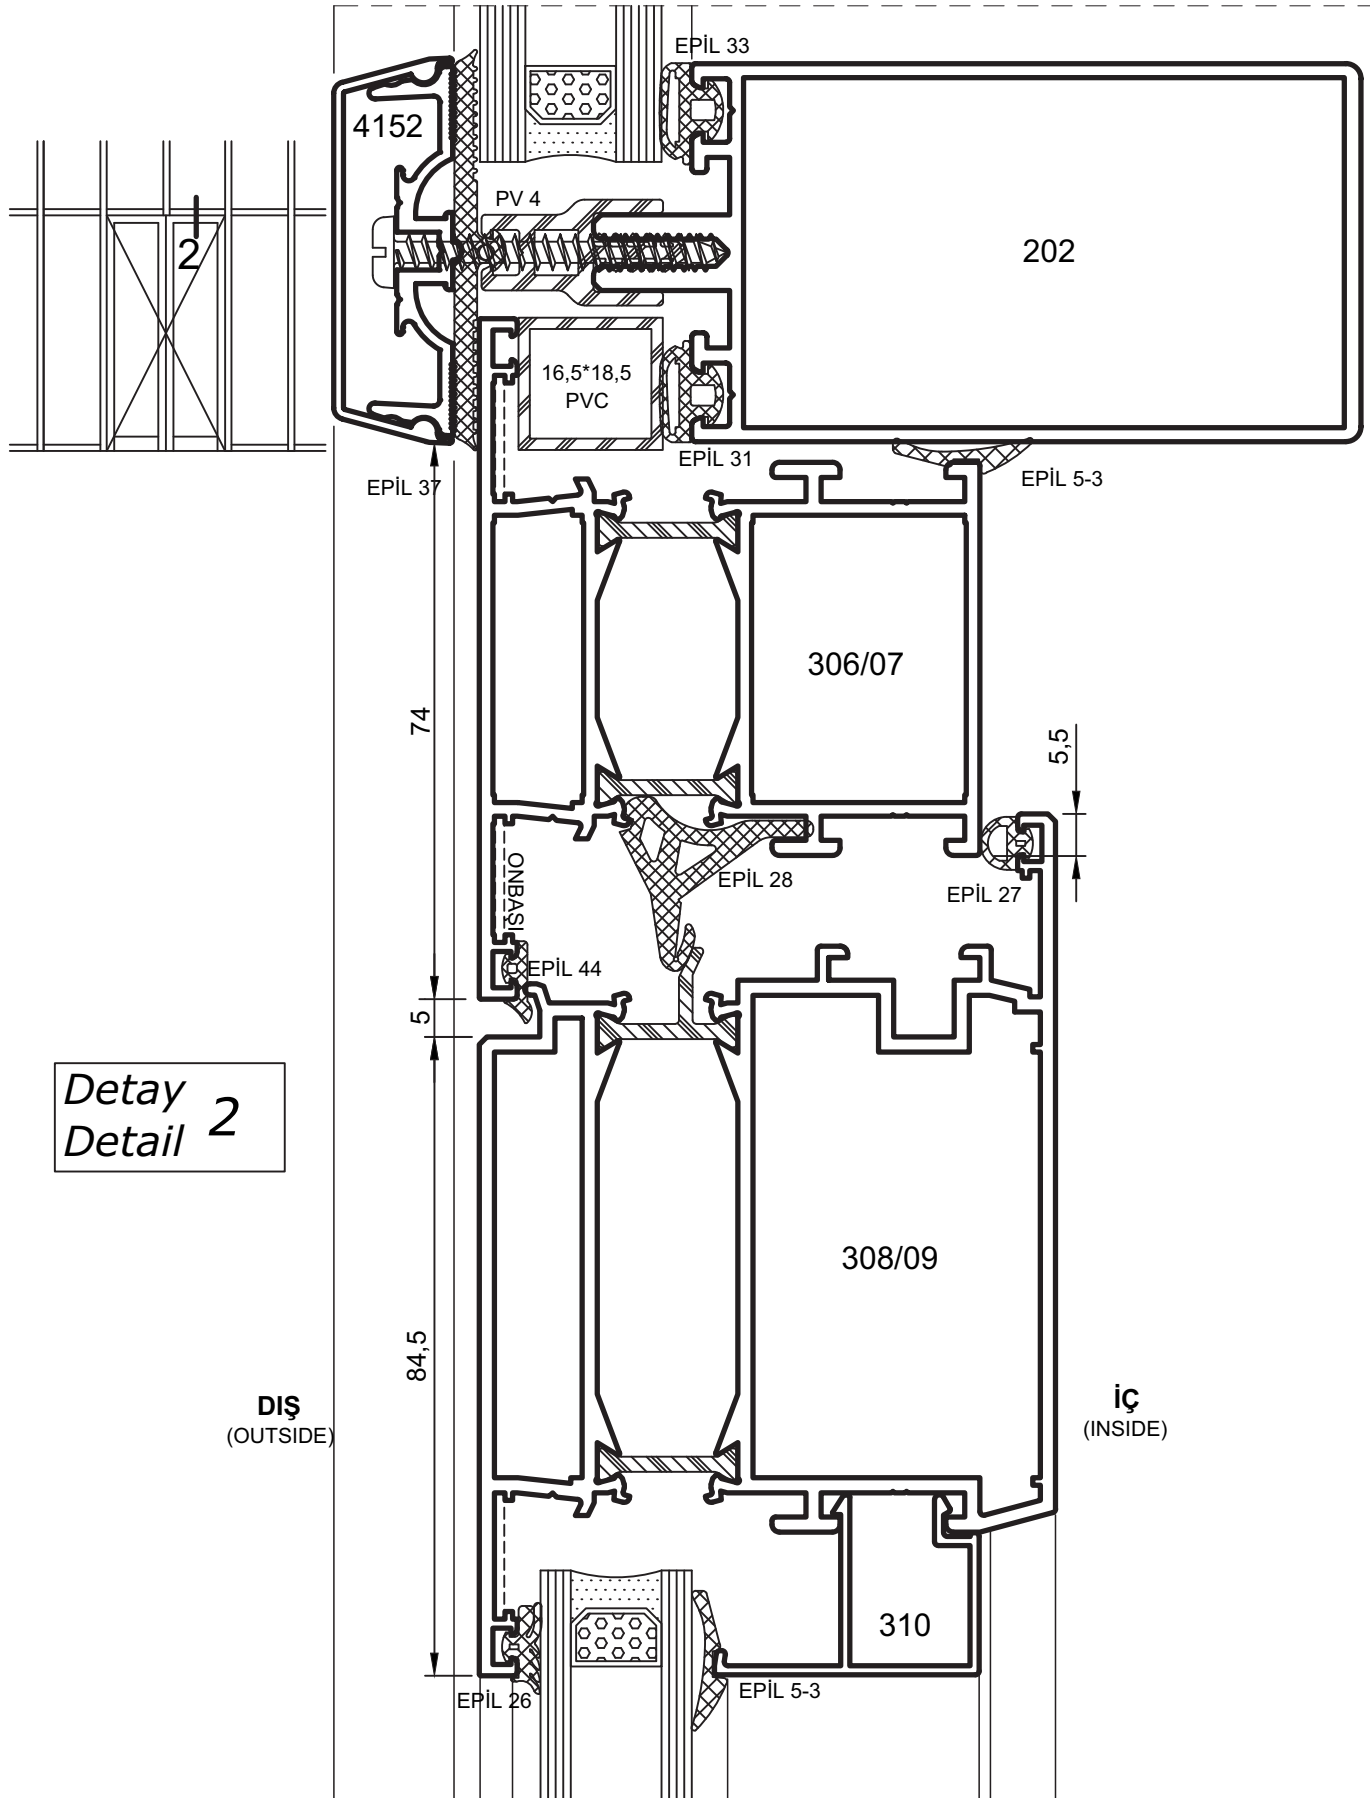 EPİL 33
4152
PV 4
2
202
16,5*18,5
PVC
EPİL 31
EPİL 37
EPİL 5-3
306/07
74
5,5
ONBAŞI
EPİL 28
EPİL 27
EPİL 44
5
Detay
Detail 2
308/09
84,5
DIŞ
(OUTSIDE)
İÇ
(INSIDE)
310
EPİL 26
EPİL 5-3